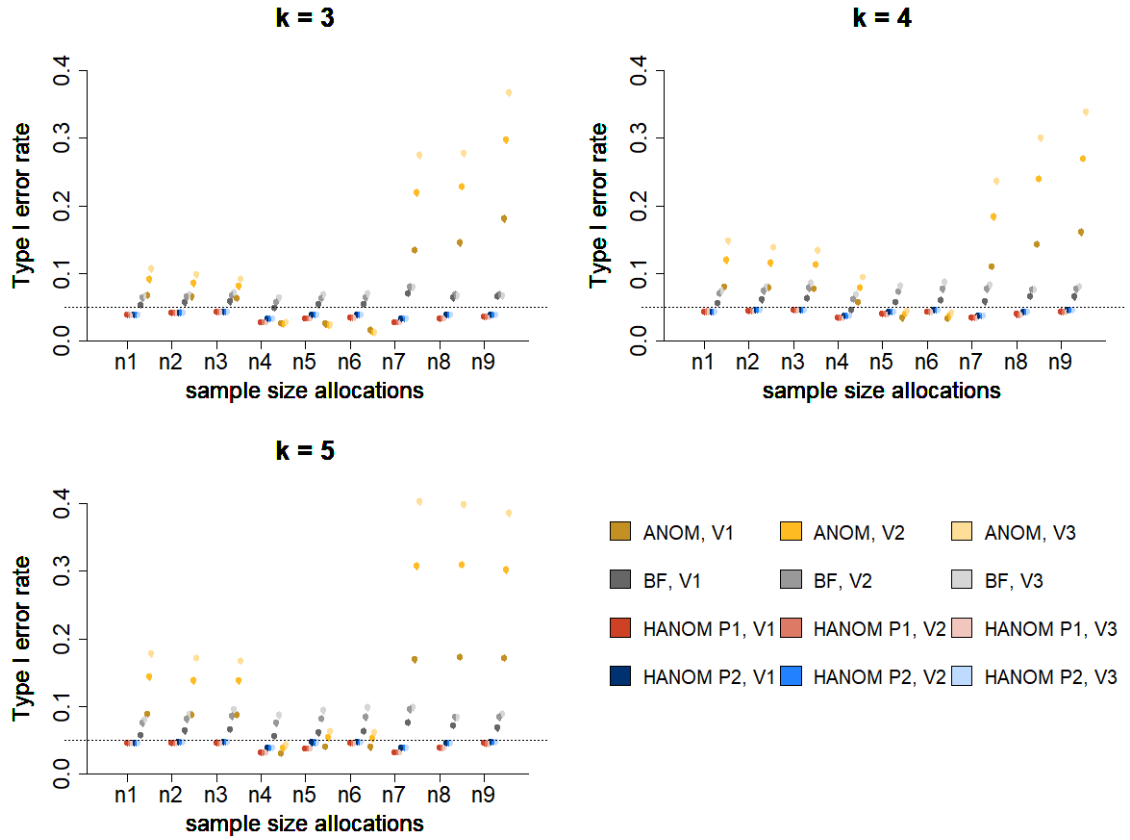 k = 3
Type I error rate
0.4
0.3
0.2
0.1
0.0
n1 n2 n3 n4 n5 n6 n7 n8 n9
sample size allocations
k = 4
Type I error rate
0.4
0.3
0.2
0.1
0.0
n1 n2 n3 n4 n5 n6 n7 n8 n9
sample size allocations
k = 5
Type I error rate
0.4
0.3
0.2
0.1
0.0
n1 n2 n3 n4 n5 n6 n7 n8 n9
sample size allocations
ANOM, V1 ANOM, V2 ANOM, V3
BF, V1 BF, V2 BF, V3
HANOM P1, V1 HANOM P1, V2 HANOM P1, V3
HANOM P2, V1 HANOM P2, V2 HANOM P2, V3